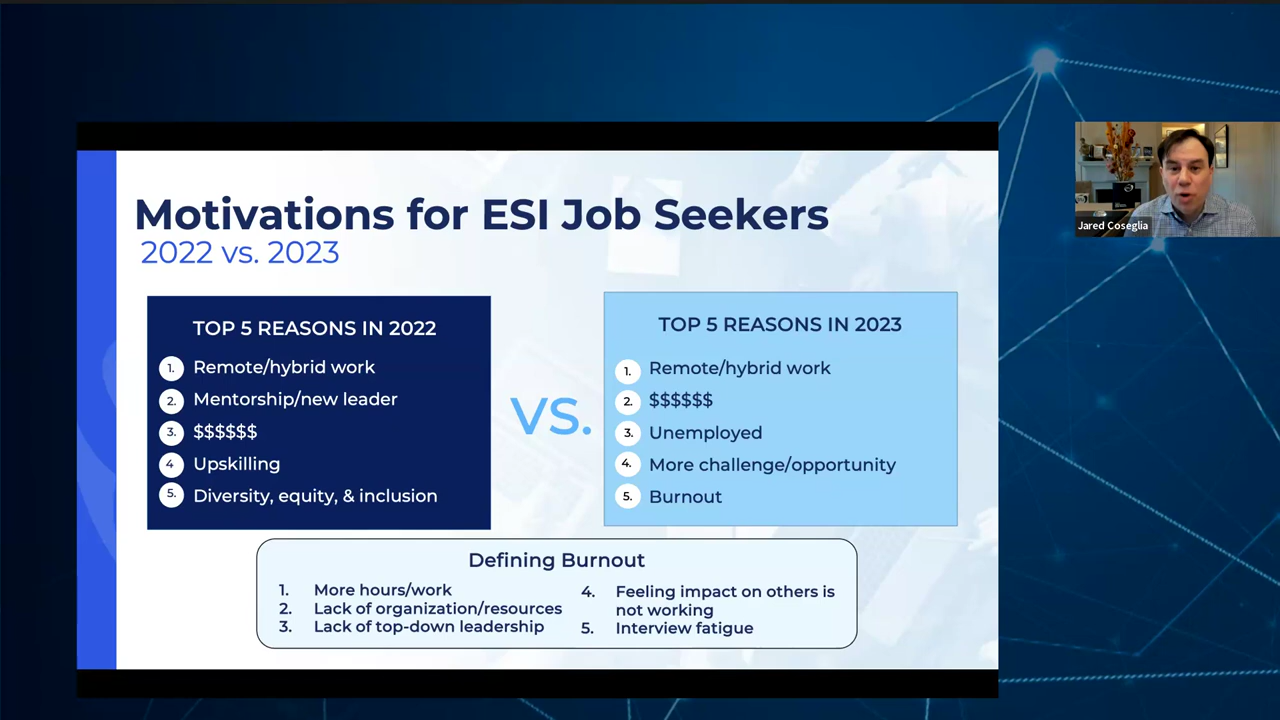 Motivations for ESI Job Seekers
2022 vs. 2023
TOP 5 REASONS IN 2022
1. Remote/hybrid work
2. Mentorship/new leader
3. $$$$$$
4 Upskilling
5. Diversity, equity, & inclusion
VS.
TOP 5 REASONS IN 2023
1. Remote/hybrid work
2. $$$$$$
3. Unemployed
4. More challenge/opportunity
5. Burnout
Defining Burnout
1. More hours/work
2. Lack of organization/resources
3. Lack of top-down leadership
4. Feeling impact on others is
not working
5. Interview fatigue
Jared Coseglia